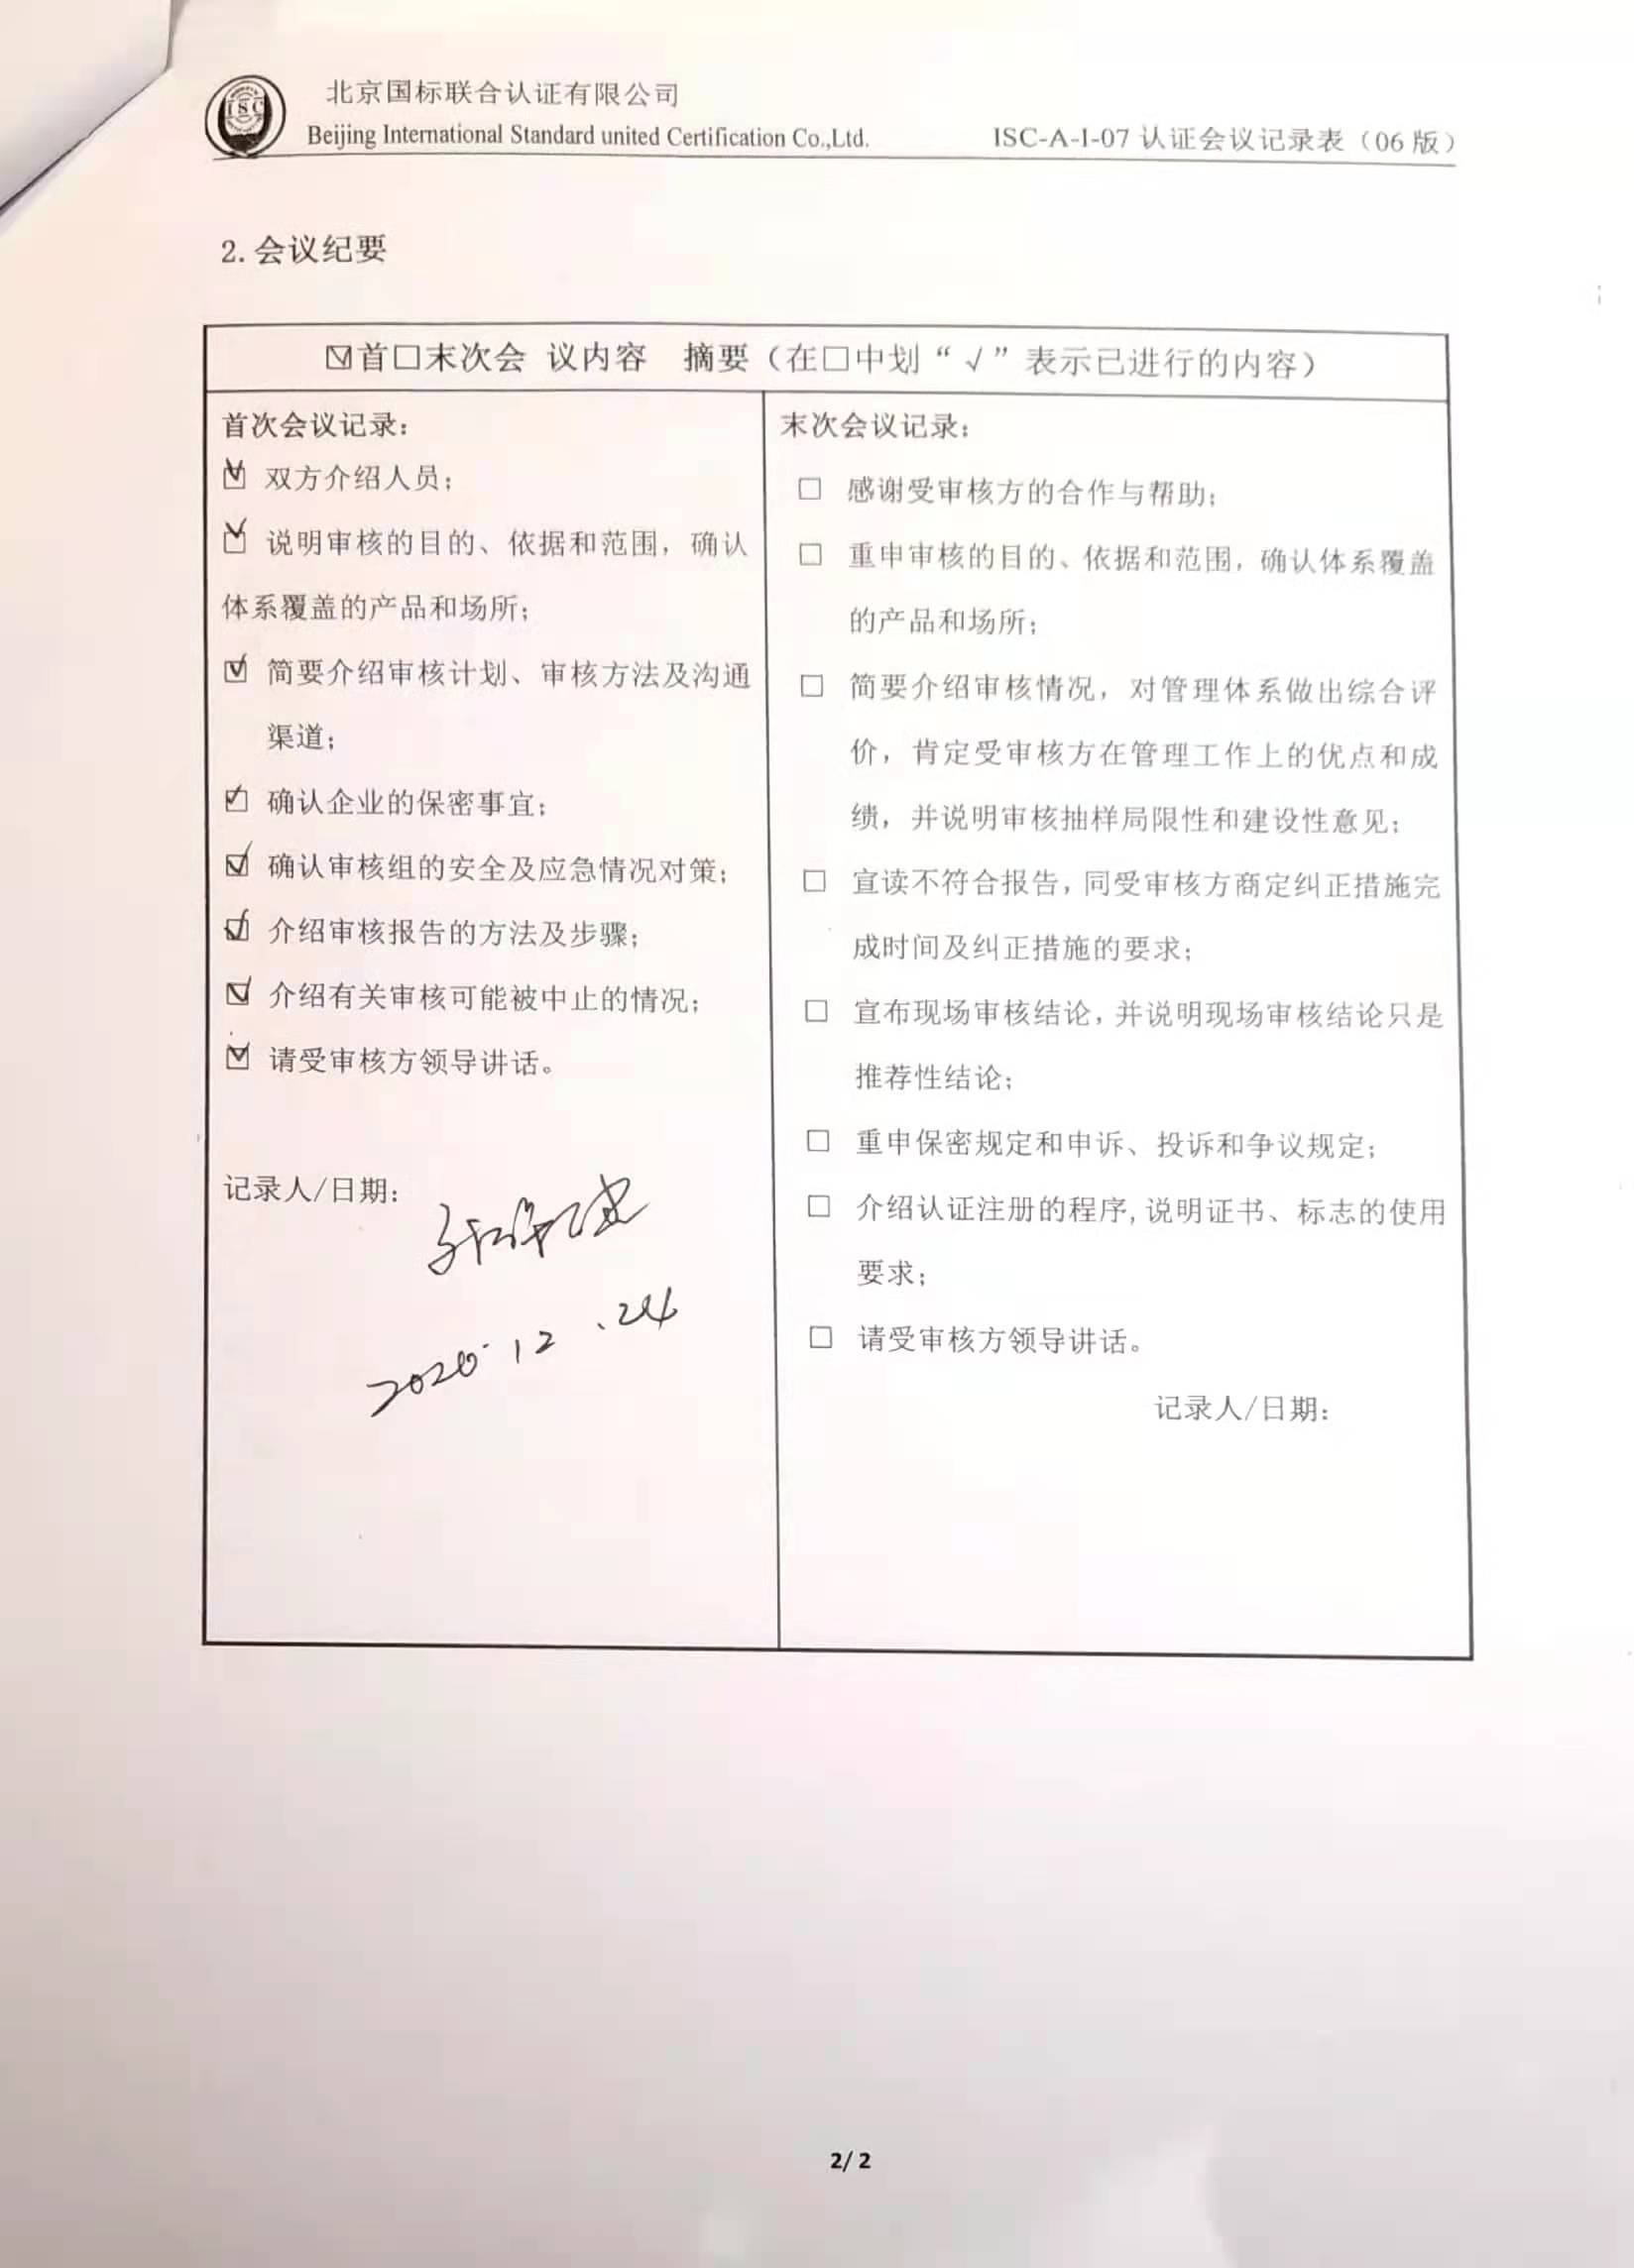 ISC
北京国标联合认证有限公司
Beijing International Standard united Certification Co.,Ltd.
ISC-A-I-07 认证会议记录表（06 版）
2. 会议纪要
☑首□末次会 议内容 摘要（在□中划“√”表示已进行的内容）
首次会议记录：
☑ 双方介绍人员；
☑ 说明审核的目的、依据和范围，确认
体系覆盖的产品和场所；
☑ 简要介绍审核计划、审核方法及沟通
渠道；
☑ 确认企业的保密事宜；
☑ 确认审核组的安全及应急情况对策；
☑ 介绍审核报告的方法及步骤；
☑ 介绍有关审核可能被中止的情况；
☑ 请受审核方领导讲话。
记录人/日期：
2020.12.24
末次会议记录：
□ 感谢受审核方的合作与帮助；
□ 重申审核的目的、依据和范围，确认体系覆盖
的产品和场所；
□ 简要介绍审核情况，对管理体系做出综合评
价，肯定受审核方在管理工作上的优点和成
绩，并说明审核抽样局限性和建设性意见；
□ 宣读不符合报告，同受审核方商定纠正措施完
成时间及纠正措施的要求；
□ 宣布现场审核结论，并说明现场审核结论只是
推荐性结论；
□ 重申保密规定和申诉、投诉和争议规定；
□ 介绍认证注册的程序，说明证书、标志的使用
要求；
□ 请受审核方领导讲话。
记录人/日期：
2/ 2